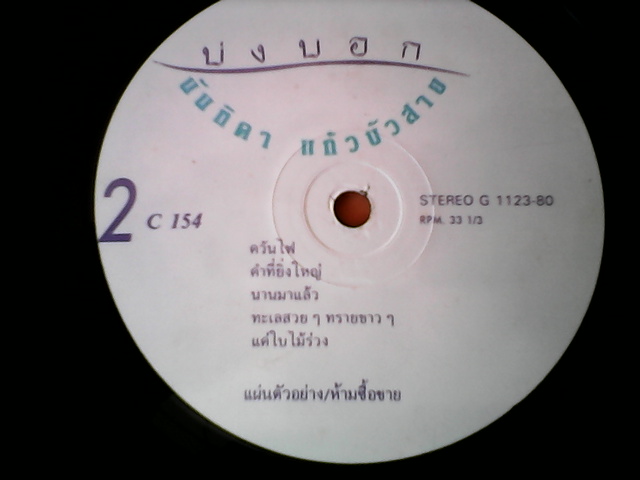 บ่งบอก
นันธิดา แก้วบัวสาย
2 C 154
STEREO G 1123-80
RPM. 33 1/3
ควันไฟ
คำที่ยิ่งใหญ่
นานมาแล้ว
ทะเลสวย ๆ ทรายขาว ๆ
แค่ใบไม้ร่วง
แผ่นตัวอย่าง/ห้ามซื้อขาย